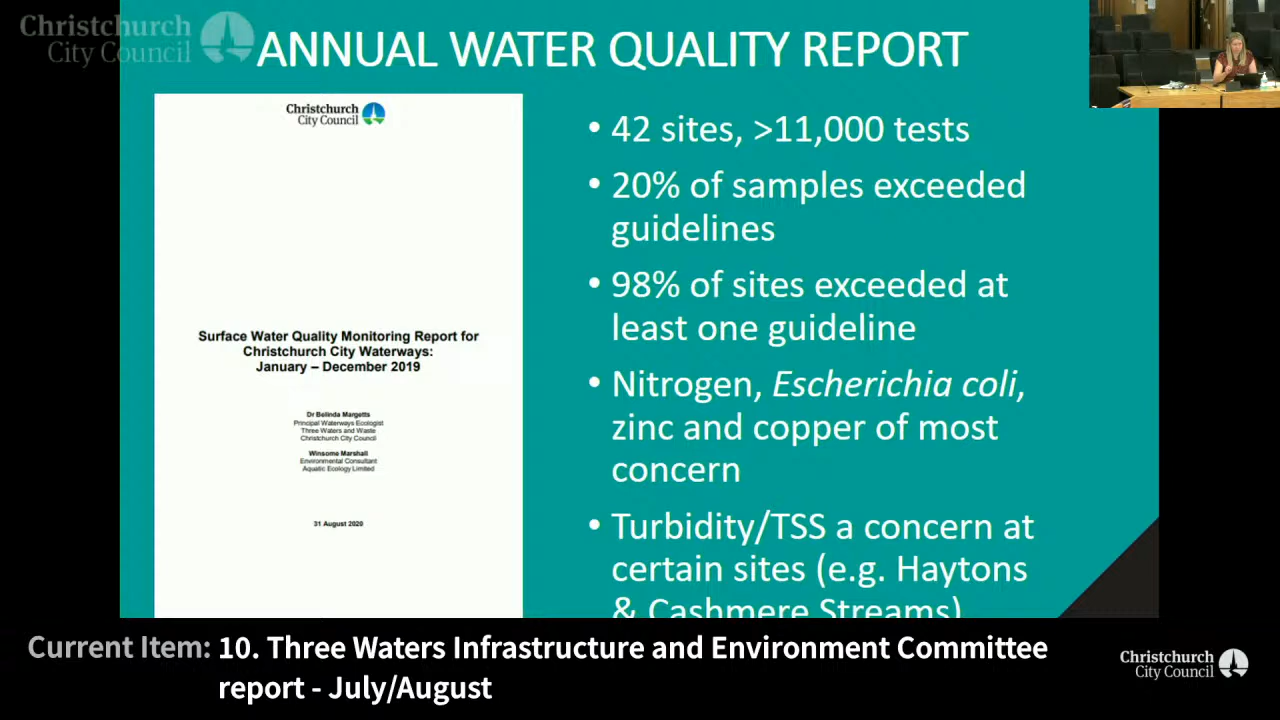 Christchurch
City Council
ANNUAL WATER QUALITY REPORT
Christchurch
City Council
Surface Water Quality Monitoring Report for
Christchurch City Waterways:
January – December 2019
Dr Belinda Margetts
Principal Waterways Ecologist
Three Waters and Waste
Christchurch City Council
Winsome Marshall
Environmental Consultant
Aquatic Ecology Limited
31 August 2020
• 42 sites, >11,000 tests
• 20% of samples exceeded
guidelines
• 98% of sites exceeded at
least one guideline
• Nitrogen, Escherichia coli,
zinc and copper of most
concern
• Turbidity/TSS a concern at
certain sites (e.g. Haytons
& Cashmere Streams)
Current Item: 10. Three Waters Infrastructure and Environment Committee
report - July/August
Christchurch
City Council